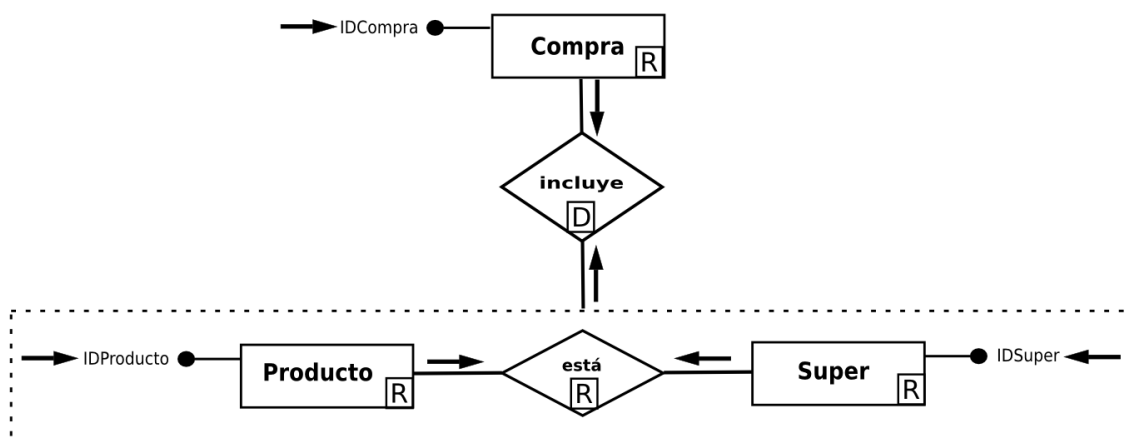 IDCompra
Compra
R
incluye
D
IDProducto
Producto
R
está
R
Super
R
IDSuper